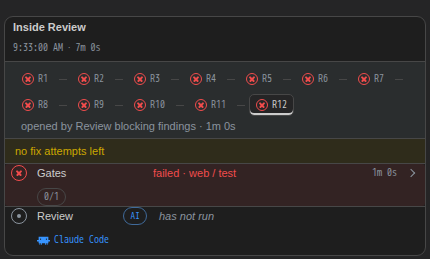 Inside Review
9:33:00 AM · 7m 0s
R1 — R2 — R3 — R4 — R5 — R6 — R7 —
R8 — R9 — R10 — R11 — R12
opened by Review blocking findings · 1m 0s
no fix attempts left
Gates failed · web / test 1m 0s
0/1
Review AI has not run
Claude Code